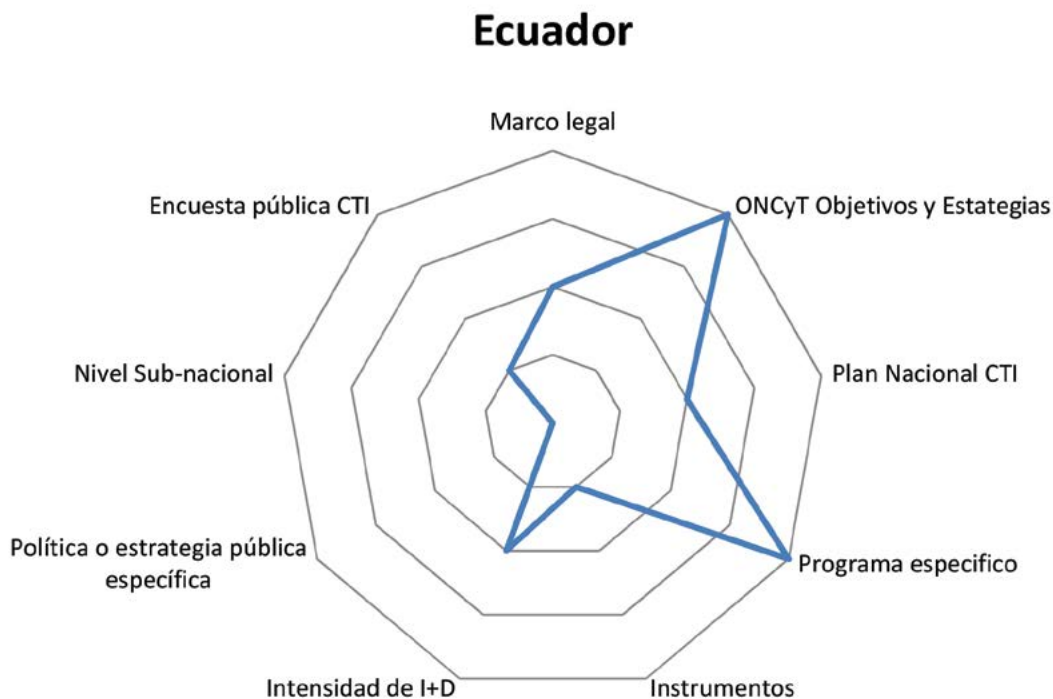 Ecuador
Marco legal
ONCyT Objetivos y Estategias
Plan Nacional CTI
Programa especifico
Instrumentos
Intensidad de I+D
Política o estrategia pública
específica
Nivel Sub-nacional
Encuesta pública CTI